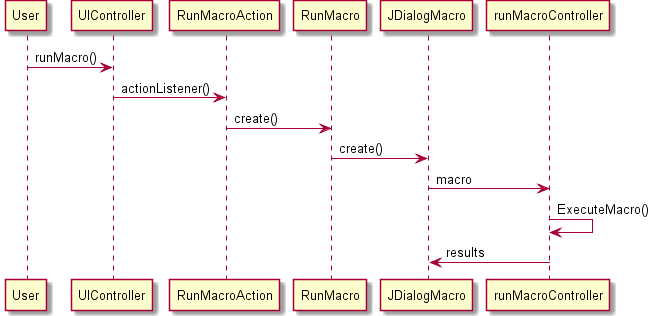 User UIController RunMacroAction RunMacro JDialogMacro runMacroController
runMacro()
actionListener()
create()
create()
macro
ExecuteMacro()
results
User UIController RunMacroAction RunMacro JDialogMacro runMacroController